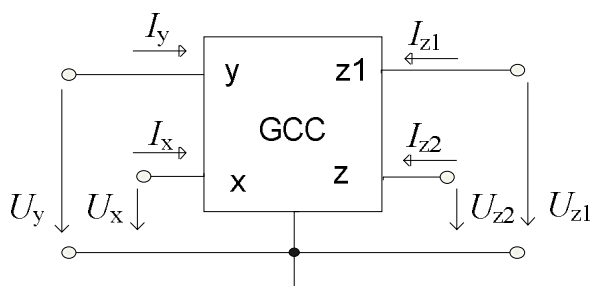 Iy Iz1
y z1
GCC
Ix Iz2
x z
Uy Ux Uz2 Uz1